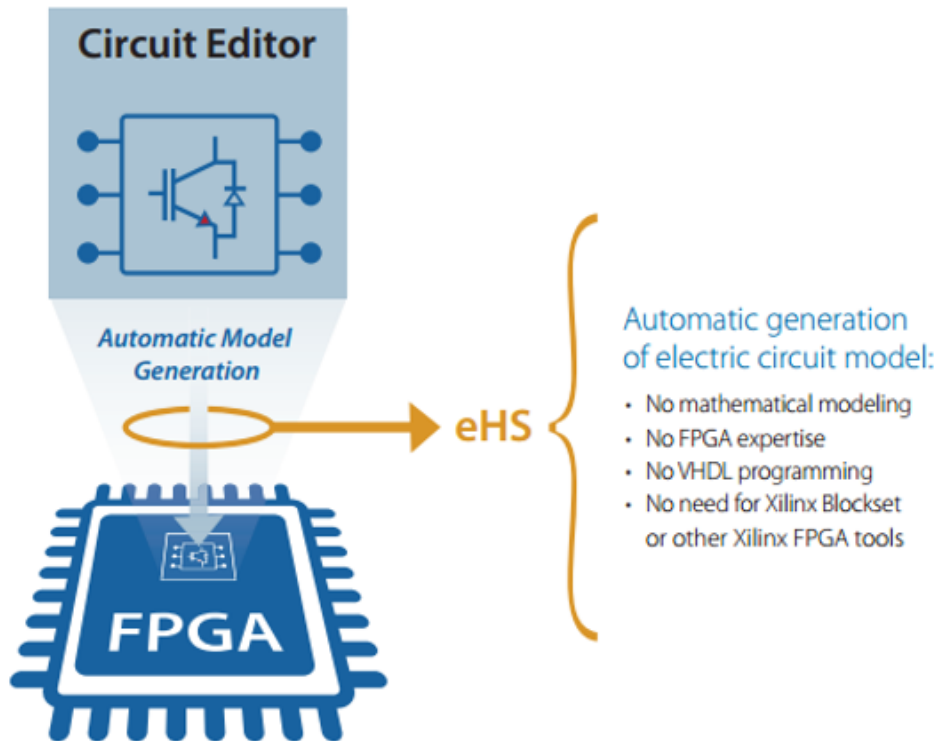 Circuit Editor
Automatic Model
Generation
eHS
FPGA
Automatic generation
of electric circuit model:
• No mathematical modeling
• No FPGA expertise
• No VHDL programming
• No need for Xilinx Blockset
or other Xilinx FPGA tools